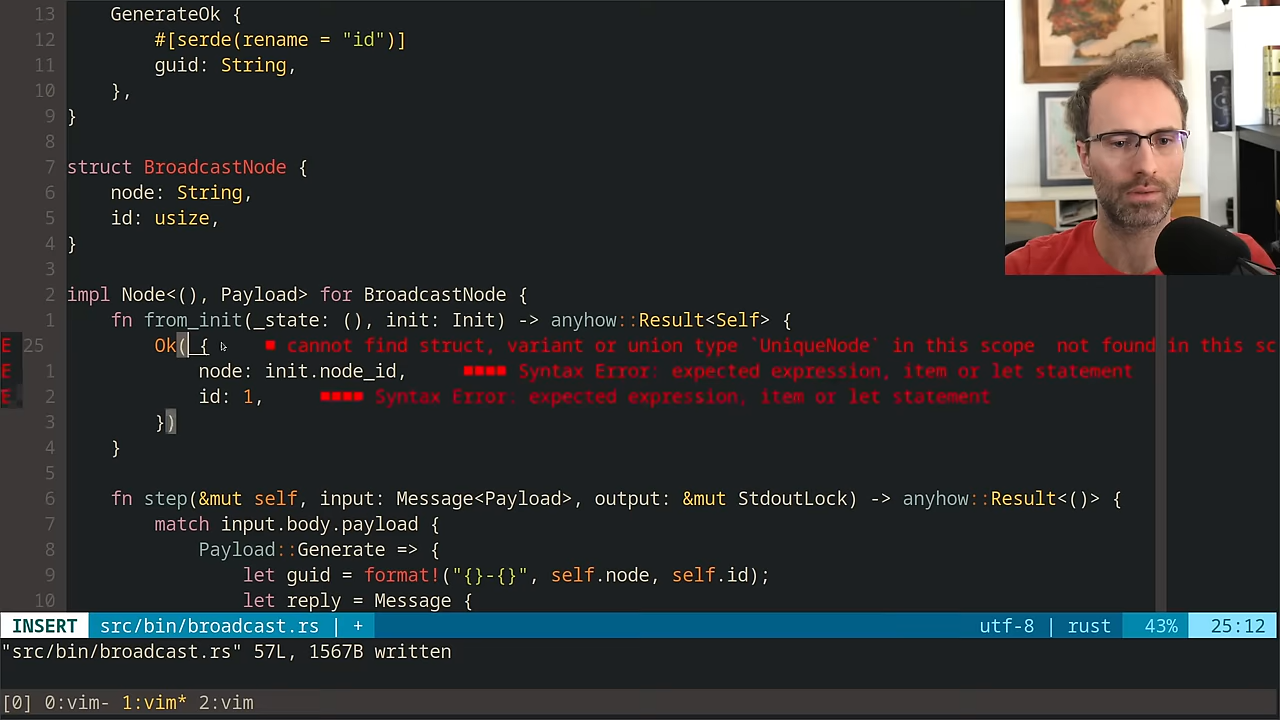 13 GenerateOk {
12 #[serde(rename = "id")]
11 guid: String,
10 },
9 }
8
7 struct BroadcastNode {
6 node: String,
5 id: usize,
4 }
3
2 impl Node<(), Payload> for BroadcastNode {
1 fn from_init(_state: (), init: Init) -> anyhow::Result<Self> {
E 25 Ok( { ■ cannot find struct, variant or union type `UniqueNode` in this scope  not found in this sc
E 1 node: init.node_id, ■■■■ Syntax Error: expected expression, item or let statement
E 2 id: 1, ■■■■ Syntax Error: expected expression, item or let statement
3 })
4 }
5
6 fn step(&mut self, input: Message<Payload>, output: &mut StdoutLock) -> anyhow::Result<()> {
7 match input.body.payload {
8 Payload::Generate => {
9 let guid = format!("{}-{}", self.node, self.id);
10 let reply = Message {
INSERT src/bin/broadcast.rs | + utf-8 | rust 43% 25:12
"src/bin/broadcast.rs" 57L, 1567B written
[0] 0:vim- 1:vim* 2:vim